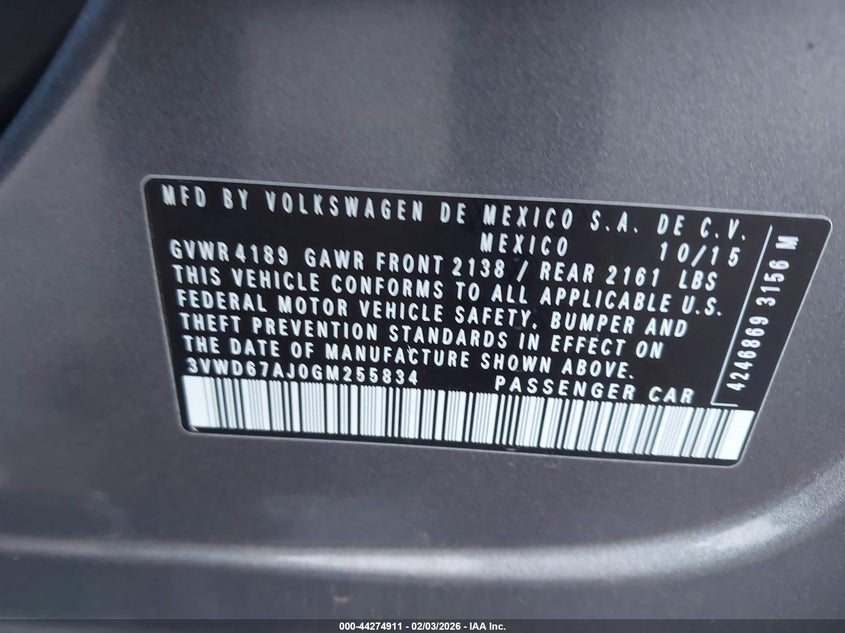 MFD BY VOLKSWAGEN DE MEXICO S.A. DE C.V.
MEXICO 10/15
GVWR 4189 GAWR FRONT 2138 / REAR 2161 LBS
THIS VEHICLE CONFORMS TO ALL APPLICABLE U.S.
FEDERAL MOTOR VEHICLE SAFETY, BUMPER AND
THEFT PREVENTION STANDARDS IN EFFECT ON
THE DATE OF MANUFACTURE SHOWN ABOVE.
3VWD67AJ0GM255834 PASSENGER CAR
4246869 3156 M
000-44274911 - 02/03/2026 - IAA Inc.